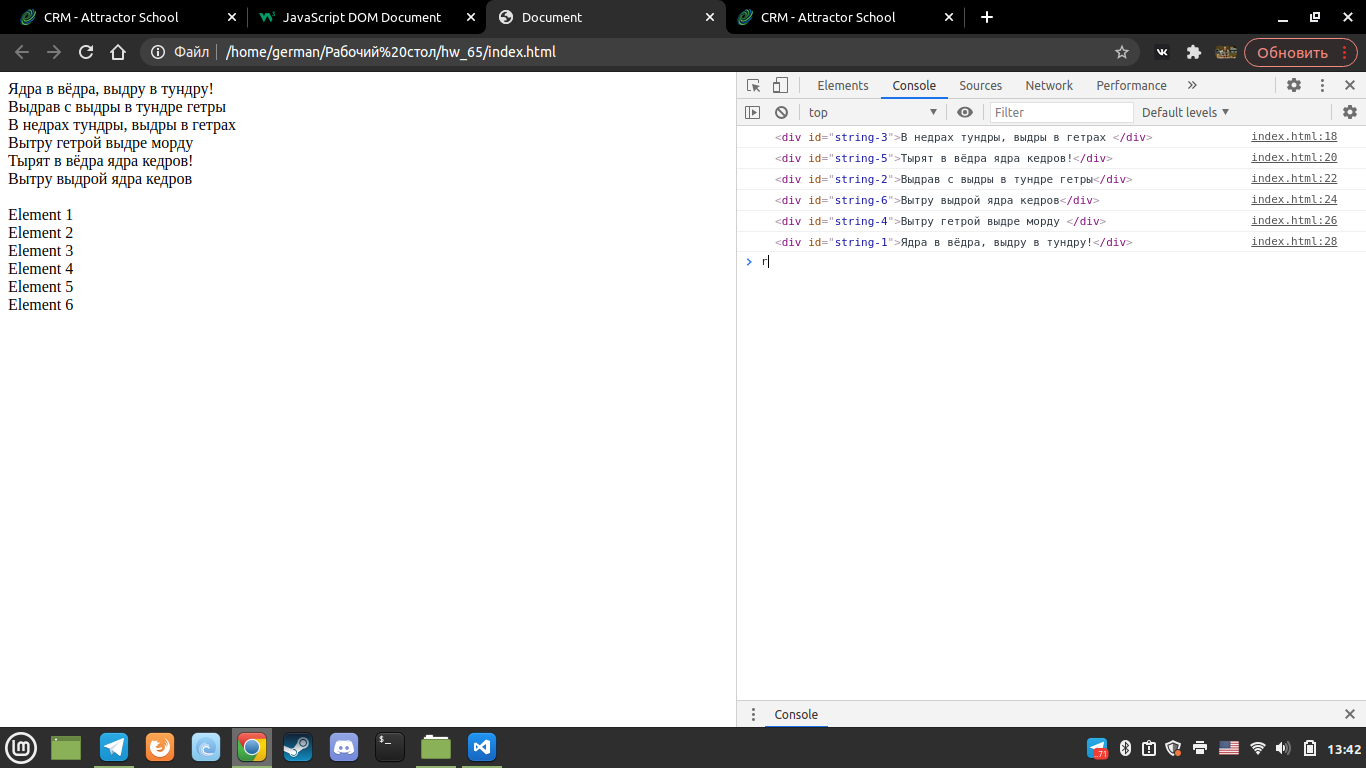 CRM - Attractor School
JavaScript DOM Document
Document
CRM - Attractor School
Файл
/home/german/Рабочий%20стол/hw_65/index.html
Обновить
Ядра в вёдра, выдру в тундру!
Выдрав с выдры в тундре гетры
В недрах тундры, выдры в гетрах
Вытру гетрой выдре морду
Тырят в вёдра ядра кедров!
Вытру выдрой ядра кедров
Element 1
Element 2
Element 3
Element 4
Element 5
Element 6
Elements Console Sources Network Performance
top Filter Default levels
<div id="string-3">В недрах тундры, выдры в гетрах </div> index.html:18
<div id="string-5">Тырят в вёдра ядра кедров!</div> index.html:20
<div id="string-2">Выдрав с выдры в тундре гетры</div> index.html:22
<div id="string-6">Вытру выдрой ядра кедров</div> index.html:24
<div id="string-4">Вытру гетрой выдре морду </div> index.html:26
<div id="string-1">Ядра в вёдра, выдру в тундру!</div> index.html:28
r
Console
$_
13:42